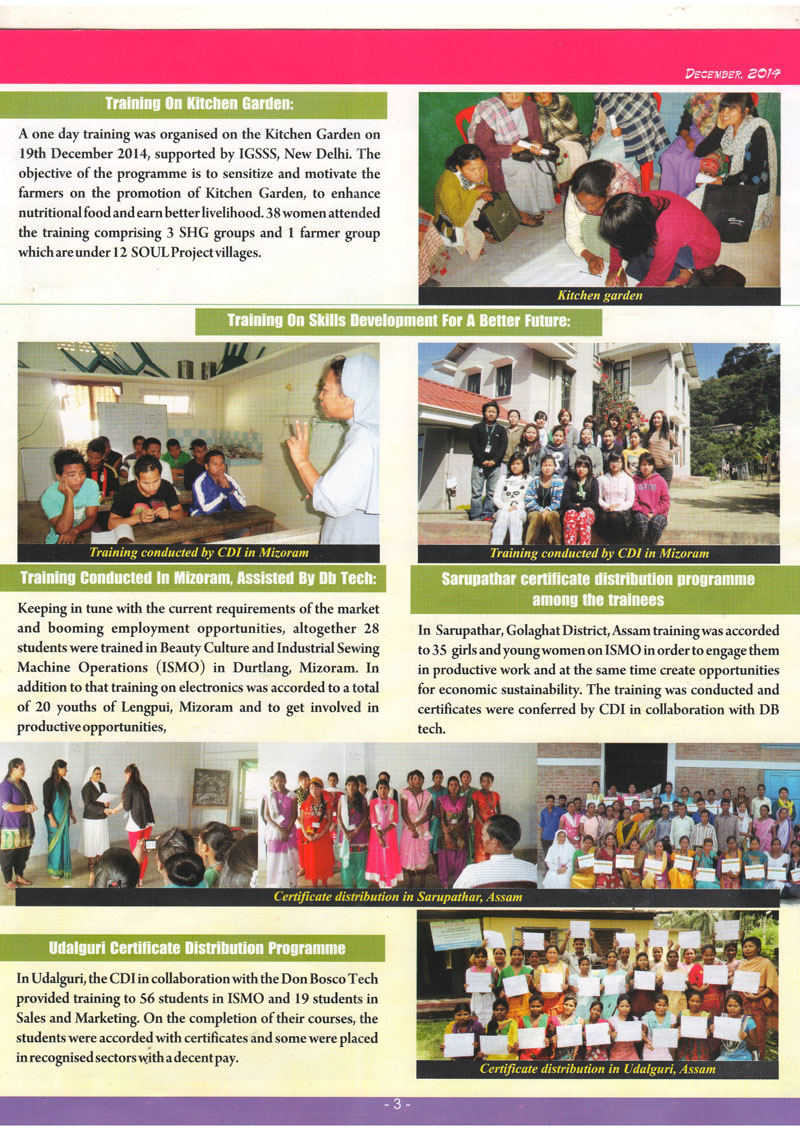 December, 2014
Training On Kitchen Garden:
A one day training was organised on the Kitchen Garden on
19th December 2014, supported by IGSSS, New Delhi. The
objective of the programme is to sensitize and motivate the
farmers on the promotion of Kitchen Garden, to enhance
nutritional food and earn better livelihood. 38 women attended
the training comprising 3 SHG groups and 1 farmer group
which are under 12 SOUL Project villages.
Kitchen garden
Training On Skills Development For A Better Future:
Training conducted by CDI in Mizoram
Training conducted by CDI in Mizoram
Training Conducted In Mizoram, Assisted By Db Tech:
Keeping in tune with the current requirements of the market
and booming employment opportunities, altogether 28
students were trained in Beauty Culture and Industrial Sewing
Machine Operations (ISMO) in Durtlang, Mizoram. In
addition to that training on electronics was accorded to a total
of 20 youths of Lengpui, Mizoram and to get involved in
productive opportunities,
Sarupathar certificate distribution programme
among the trainees
In Sarupathar, Golaghat District, Assam training was accorded
to 35 girls and young women on ISMO in order to engage them
in productive work and at the same time create opportunities
for economic sustainability. The training was conducted and
certificates were conferred by CDI in collaboration with DB
tech.
Certificate distribution in Sarupathar, Assam
Udalguri Certificate Distribution Programme
In Udalguri, the CDI in collaboration with the Don Bosco Tech
provided training to 56 students in ISMO and 19 students in
Sales and Marketing. On the completion of their courses, the
students were accorded with certificates and some were placed
in recognised sectors with a decent pay.
Certificate distribution in Udalguri, Assam
- 3 -